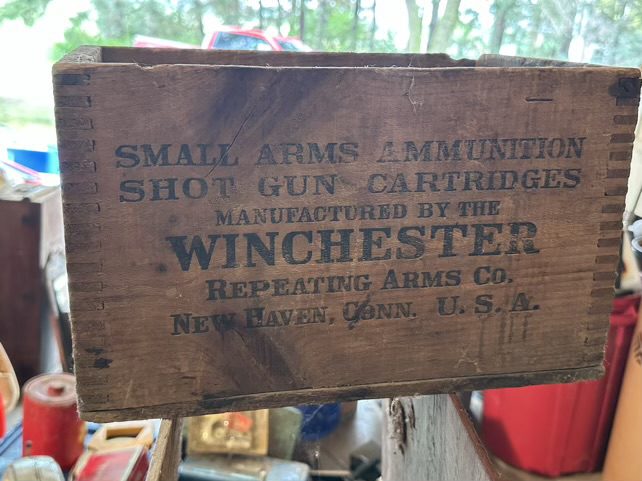 SMALL ARMS AMMUNITION
SHOT GUN CARTRIDGES
MANUFACTURED BY THE
WINCHESTER
REPEATING ARMS CO.
NEW HAVEN, CONN. U. S. A.